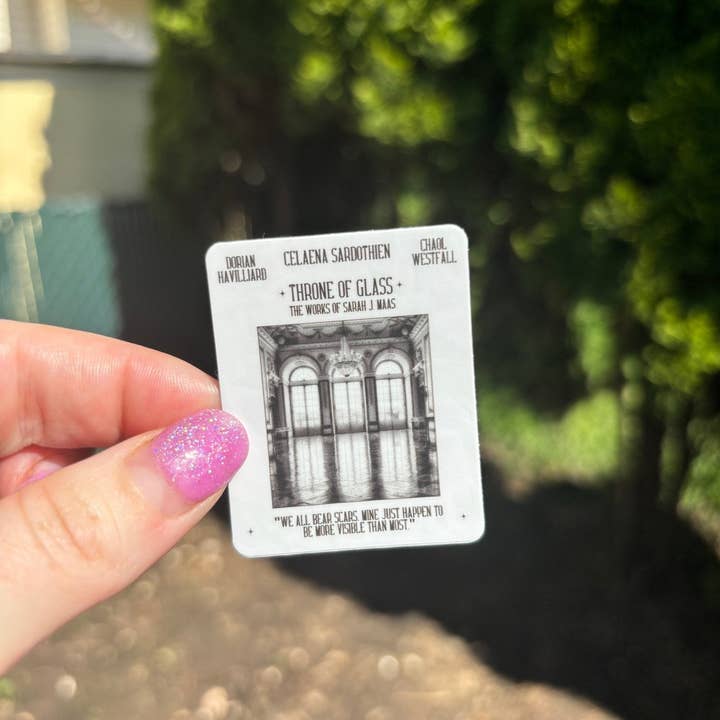 DORIAN
HAVILLIARD
CELAENA SARDOTHIEN
CHAOL
WESTFALL
THRONE OF GLASS
THE WORKS OF SARAH J MAAS
"WE ALL BEAR SCARS. MINE JUST HAPPEN TO
BE MORE VISIBLE THAN MOST."